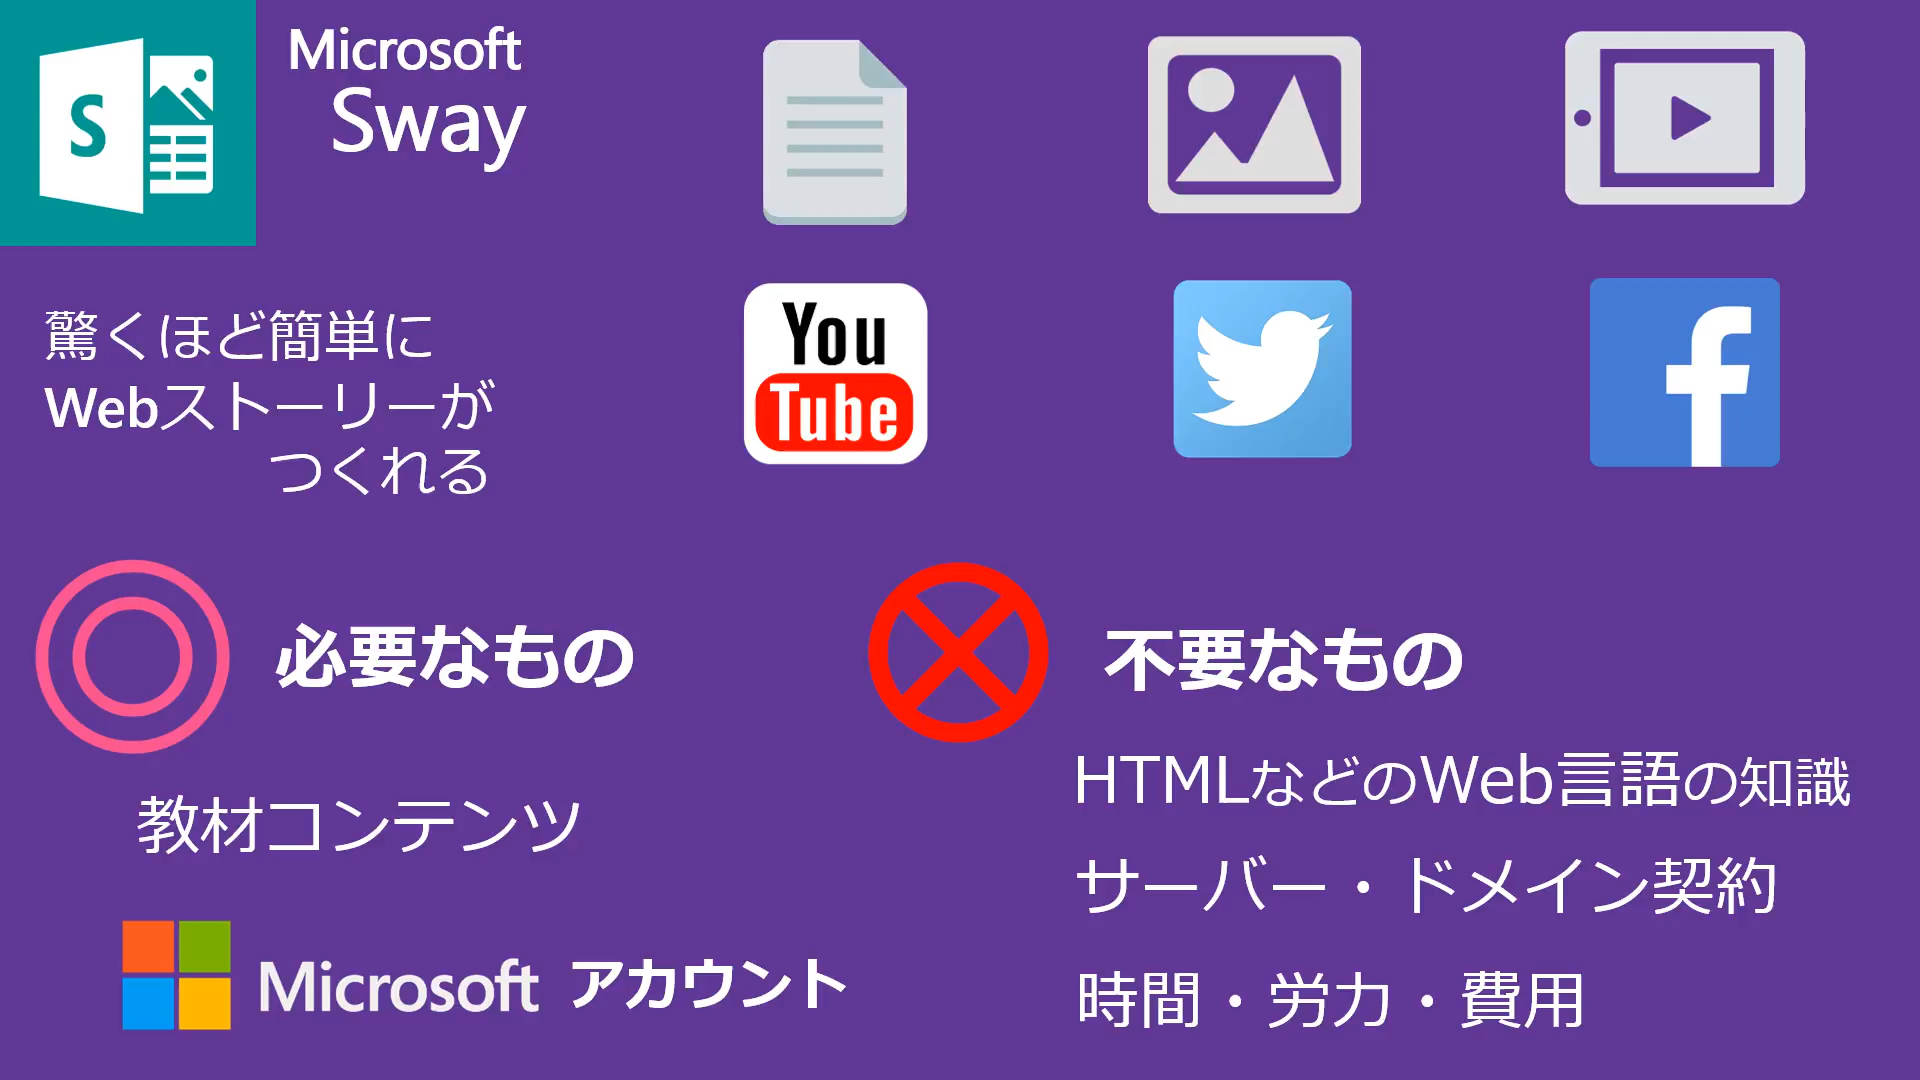 S
Microsoft
Sway
驚くほど簡単に
Webストーリーが
つくれる
You
Tube
必要なもの
教材コンテンツ
Microsoft アカウント
不要なもの
HTMLなどのWeb言語の知識
サーバー・ドメイン契約
時間・労力・費用